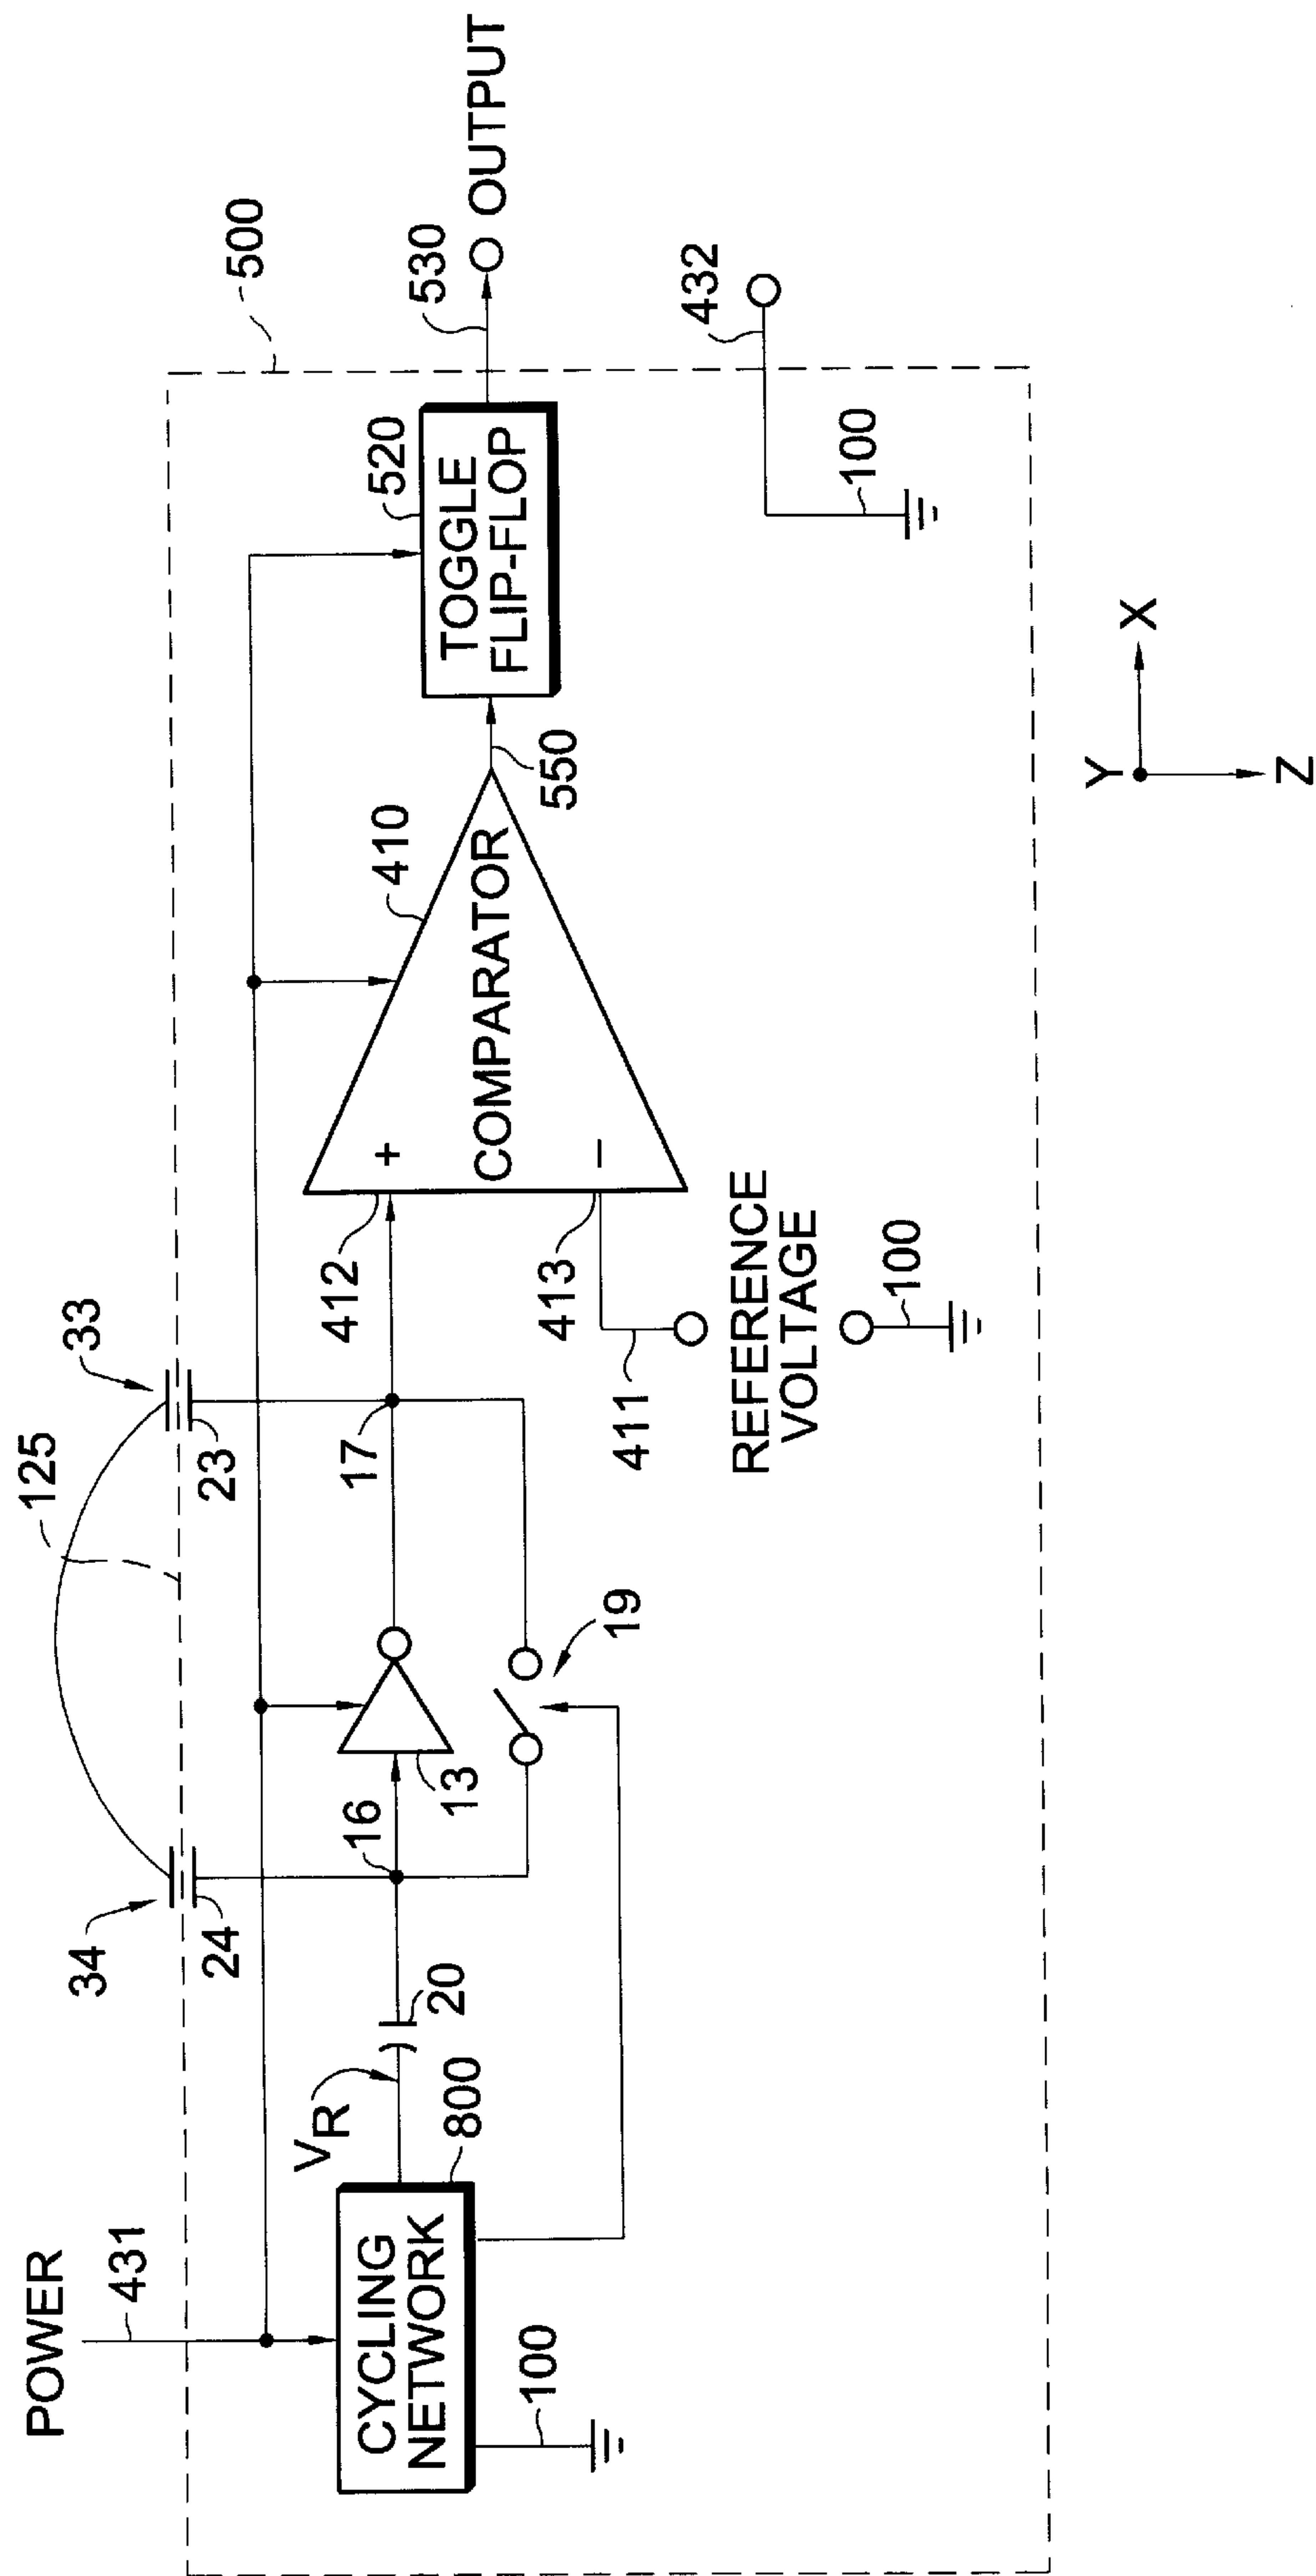 POWER
431
34
24
125
33
23
500
CYCLING
NETWORK
800
100
VR
20
16
13
17
19
412
+
413
−
COMPARATOR
410
411
REFERENCE
VOLTAGE
100
550
TOGGLE
FLIP-FLOP
520
530
OUTPUT
432
100
Y
X
Z